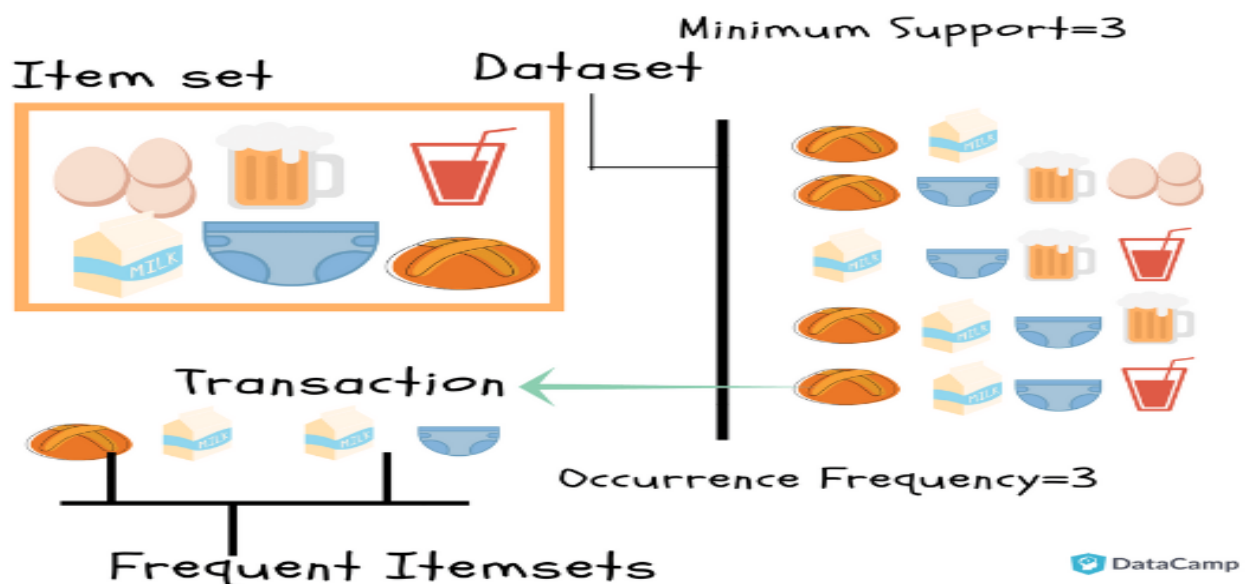 Minimum Support=3
Item set
Dataset
MILK
MILK
MILK
MILK
MILK
Transaction
MILK
MILK
Occurrence Frequency=3
Frequent Itemsets
DataCamp